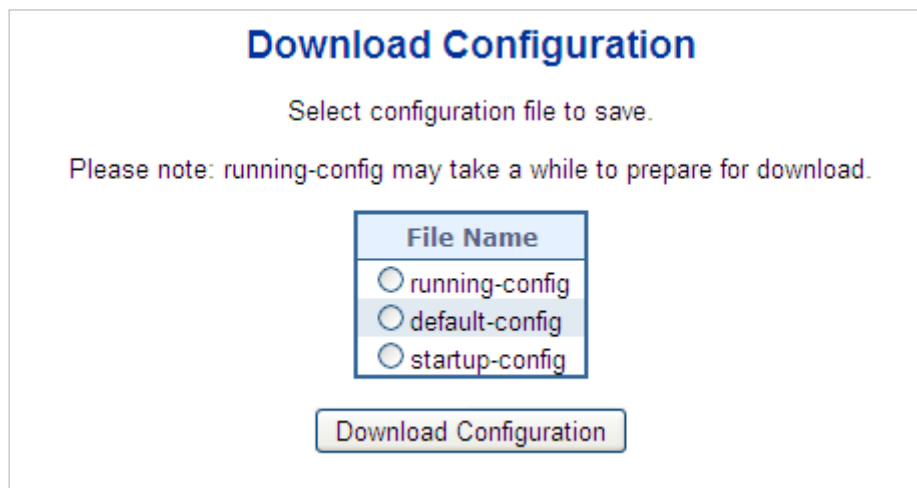 Download Configuration
Select configuration file to save.
Please note: running-config may take a while to prepare for download.
File Name
running-config
default-config
startup-config
Download Configuration